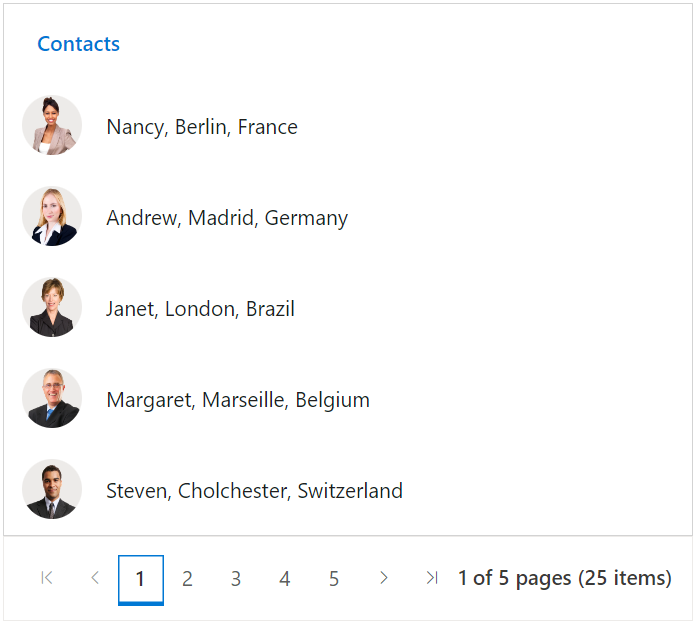 Contacts
Nancy, Berlin, France
Andrew, Madrid, Germany
Janet, London, Brazil
Margaret, Marseille, Belgium
Steven, Cholchester, Switzerland
1 2 3 4 5 1 of 5 pages (25 items)